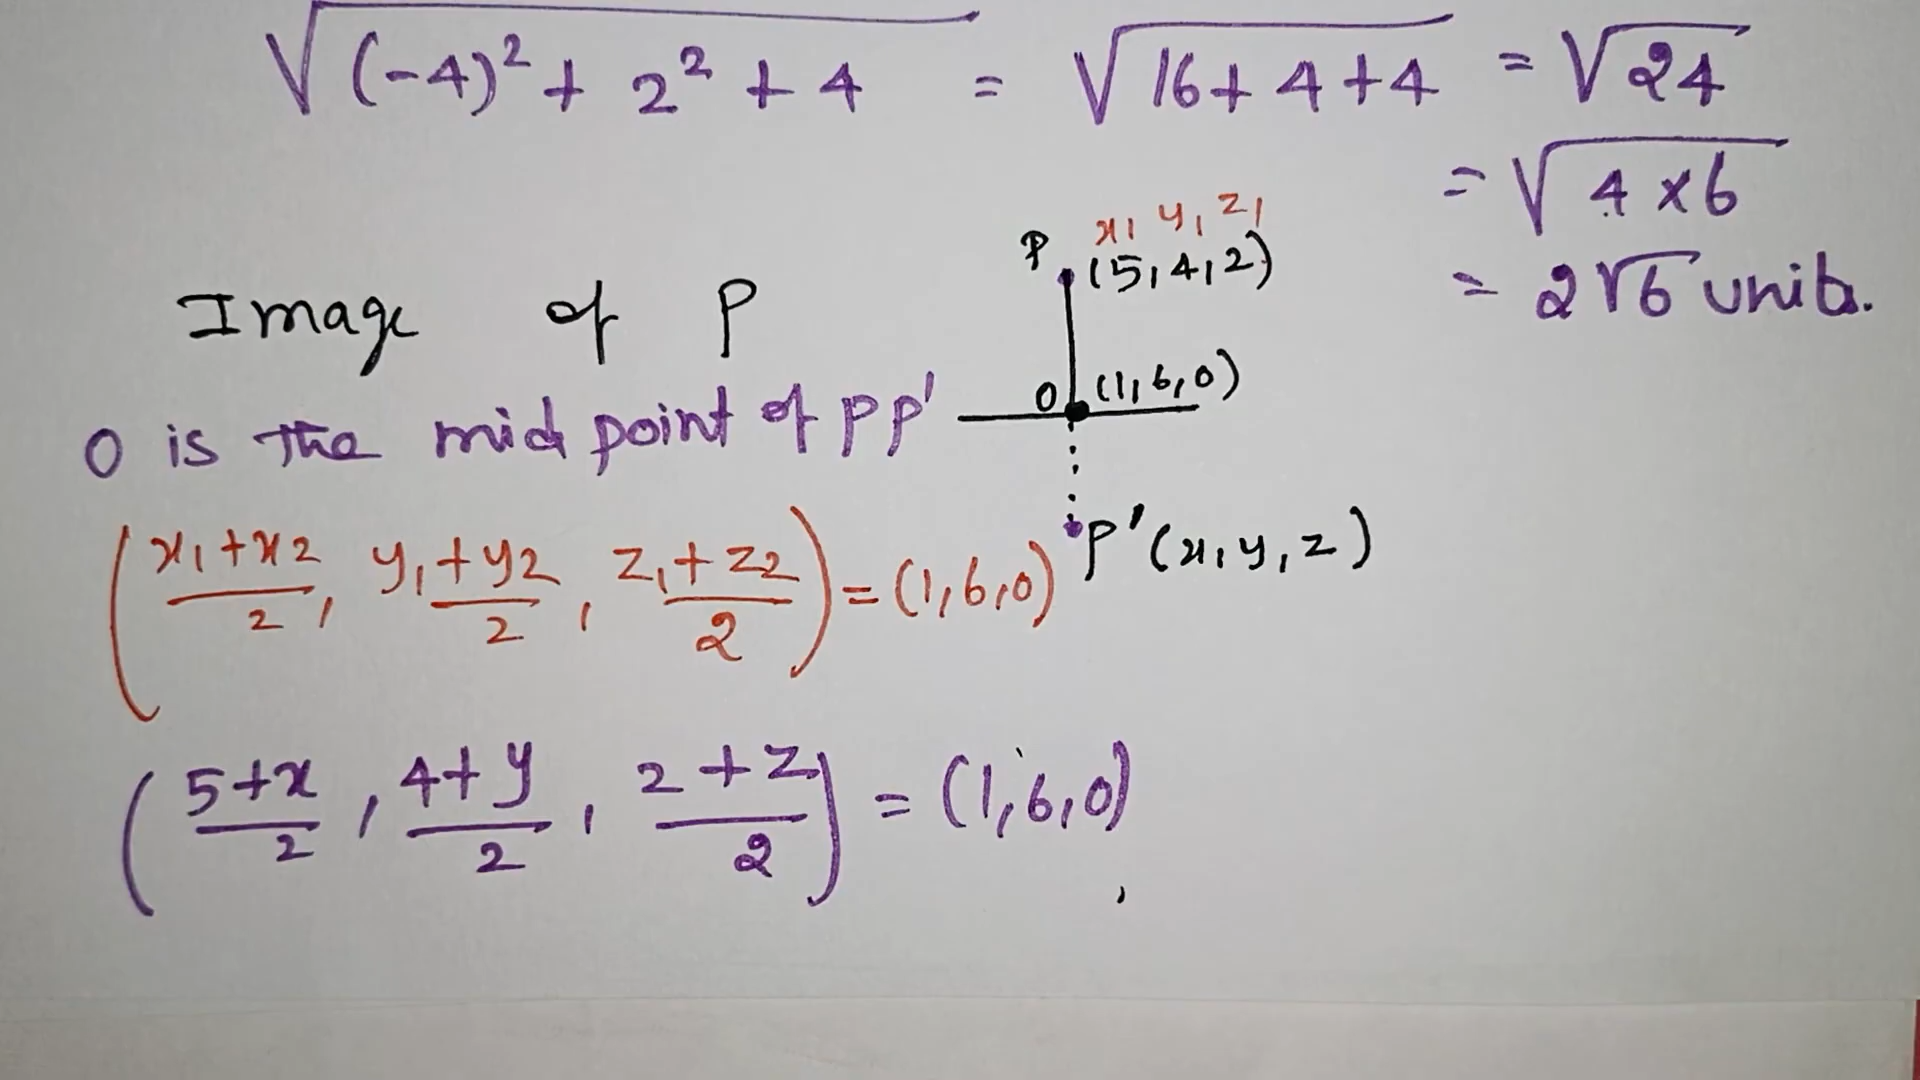 √(-4)² + 2² + 4 = √16 + 4 + 4 = √24
= √4 × 6
= 2√6 units.
Image of P
P x₁ y₁ z₁
(5,4,2)
O (1,6,0)
O is the mid point of PP'
P'(x,y,z)
(x₁+x₂/2, y₁+y₂/2, z₁+z₂/2) = (1,6,0)
(5+x/2, 4+y/2, 2+z/2) = (1,6,0)